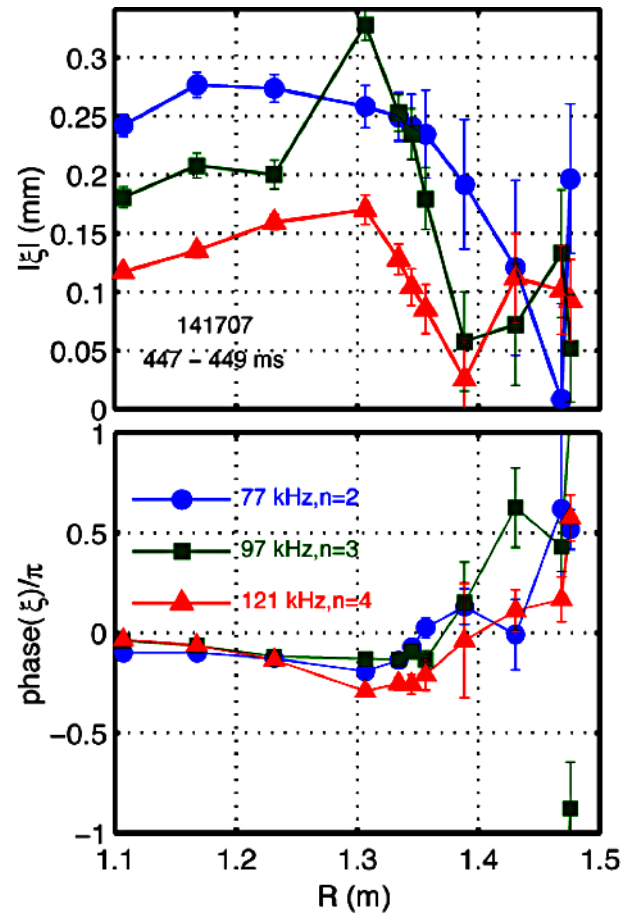 |ξ| (mm)
0.3
0.25
0.2
0.15
0.1
0.05
0
141707
447 – 449 ms
phase(ξ)/π
1
0.5
0
−0.5
−1
77 kHz,n=2
97 kHz,n=3
121 kHz,n=4
1.1
1.2
1.3
1.4
1.5
R (m)